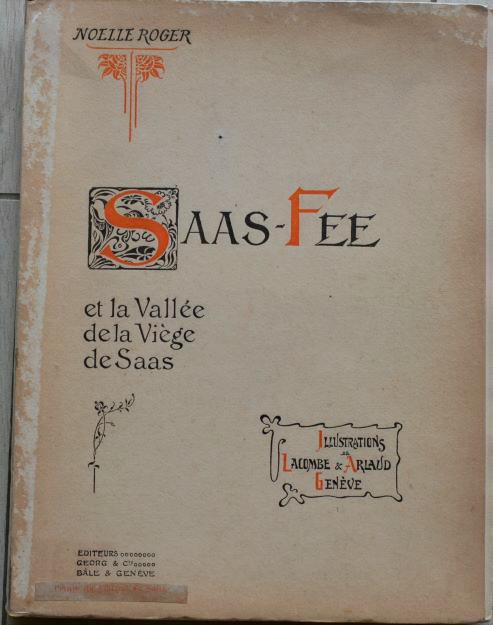 NOELLE ROGER
SAAS-FEE
et la Vallée
de la Viège
de Saas
ILLUSTRATIONS
DE
LACOMBE & ARLAUD
GENÈVE
EDITEURS
GEORG & Cie
BÂLE & GENÈVE